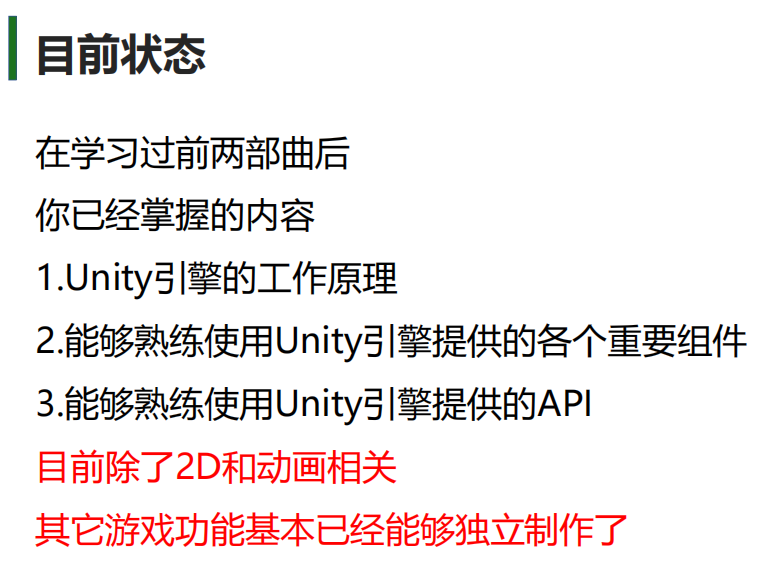 目前状态
在学习过前两部曲后
你已经掌握的内容
1.Unity引擎的工作原理
2.能够熟练使用Unity引擎提供的各个重要组件
3.能够熟练使用Unity引擎提供的API
目前除了2D和动画相关
其它游戏功能基本已经能够独立制作了